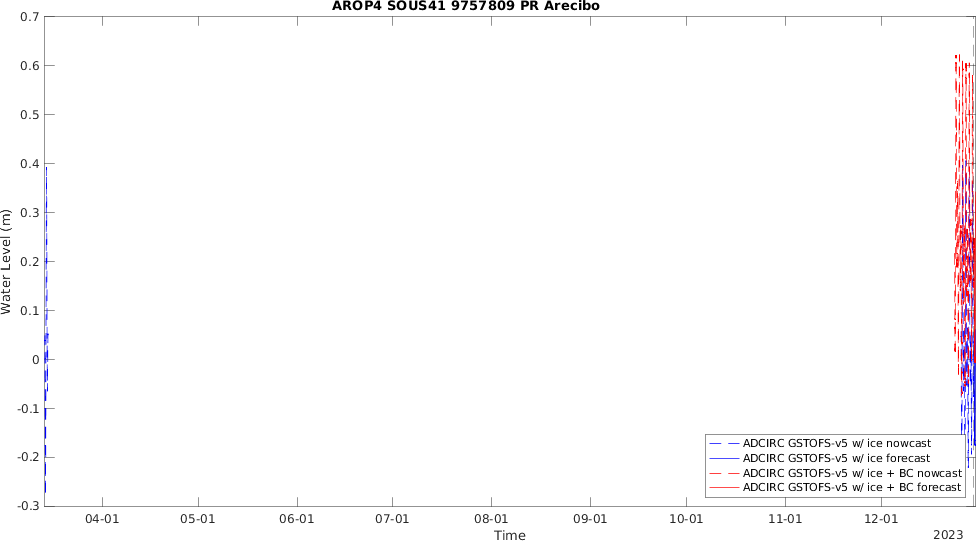 AROP4 SOUS41 9757809 PR Arecibo
0.7
0.6
0.5
0.4
0.3
0.2
0.1
0
-0.1
-0.2
-0.3
Water Level (m)
ADCIRC GSTOFS-v5 w/ ice nowcast
ADCIRC GSTOFS-v5 w/ ice forecast
ADCIRC GSTOFS-v5 w/ ice + BC nowcast
ADCIRC GSTOFS-v5 w/ ice + BC forecast
04-01 05-01 06-01 07-01 08-01 09-01 10-01 11-01 12-01
Time
2023